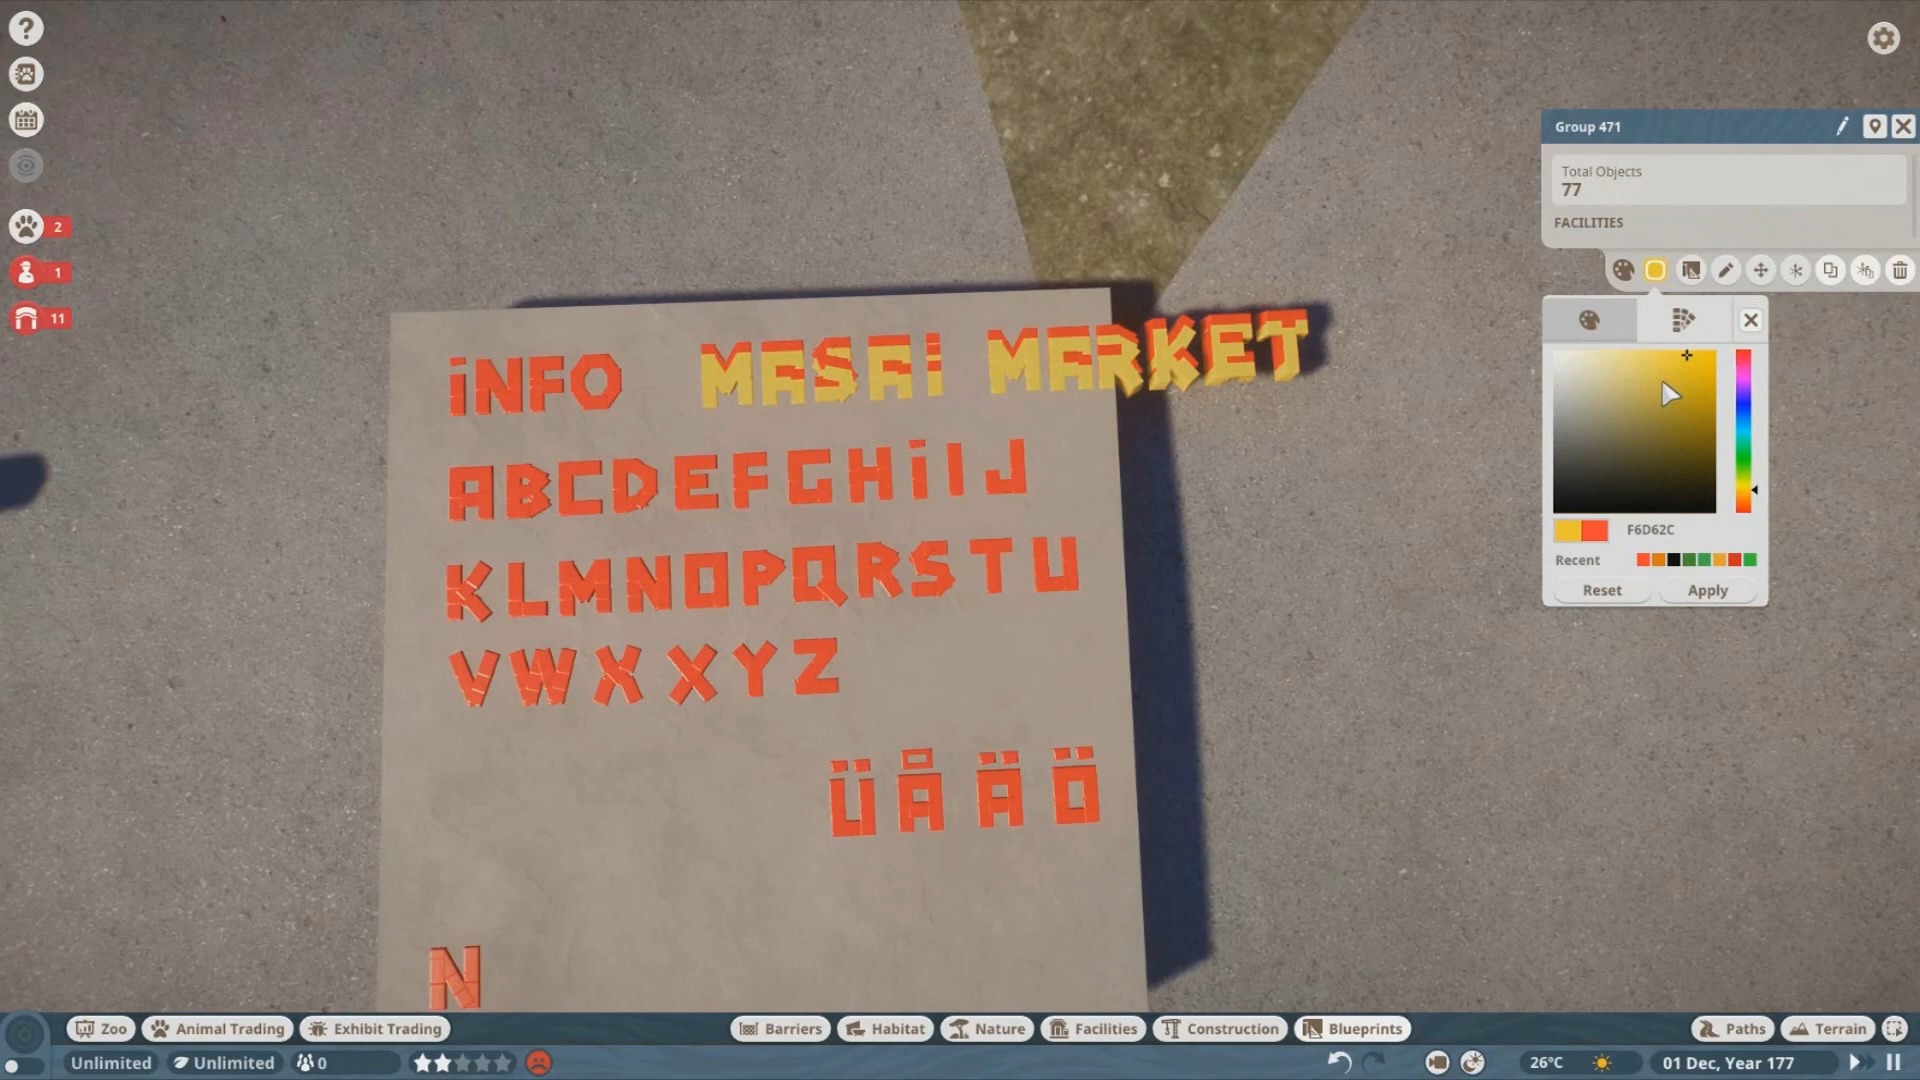 Group 471
Total Objects
77
FACILITIES
2
1
11
iNFO MASAi MARKET
ABCDEFGHiIJ
KLMNOPQRSTU
VWXXYZ
ÜÅÄÖ
N
F6D62C
Recent
Reset Apply
Zoo Animal Trading Exhibit Trading Barriers Habitat Nature Facilities Construction Blueprints Paths Terrain
Unlimited Unlimited 0 26°C 01 Dec, Year 177